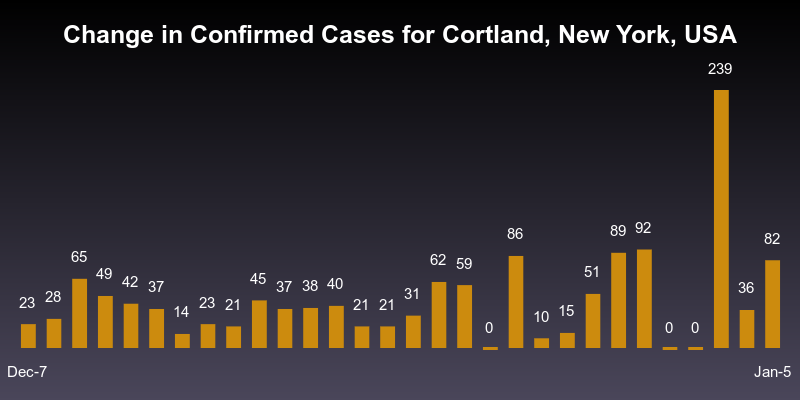 Change in Confirmed Cases for Cortland, New York, USA
23 28 65 49 42 37 14 23 21 45 37 38 40 21 21 31 62 59 0 86 10 15 51 89 92 0 0 239 36 82
Dec-7 Jan-5